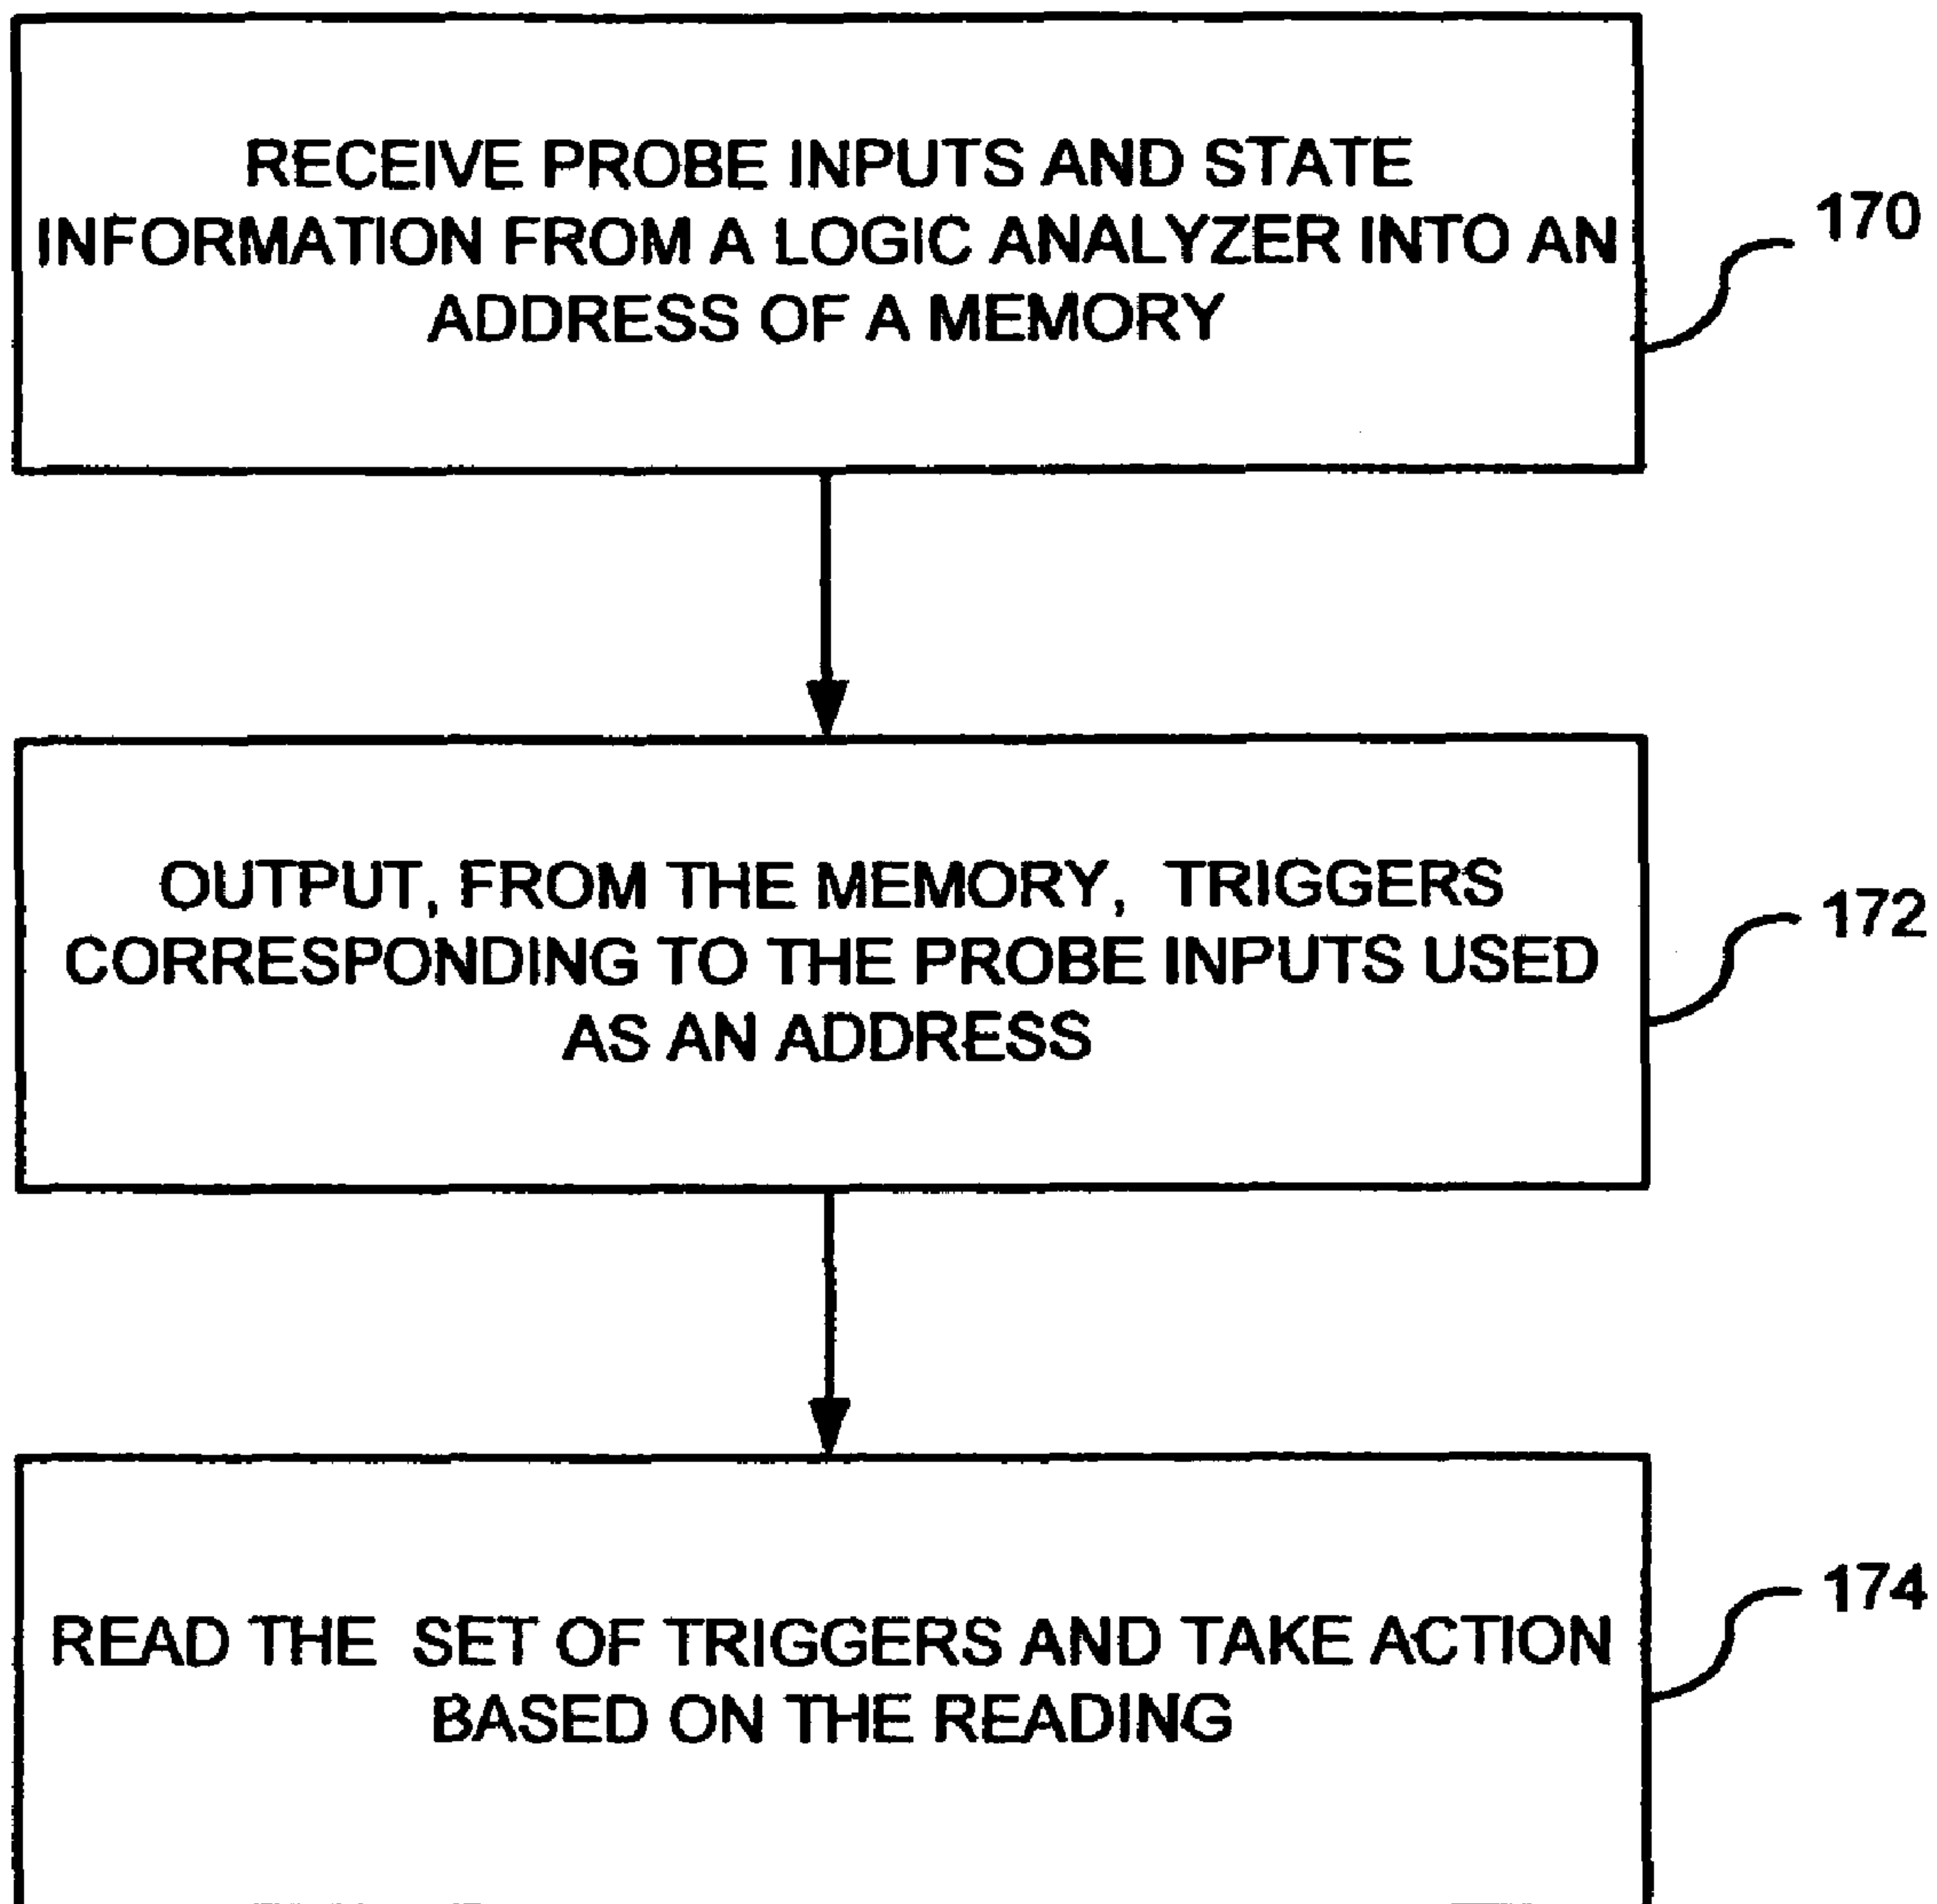 RECEIVE PROBE INPUTS AND STATE
INFORMATION FROM A LOGIC ANALYZER INTO AN
ADDRESS OF A MEMORY
170
OUTPUT, FROM THE MEMORY, TRIGGERS
CORRESPONDING TO THE PROBE INPUTS USED
AS AN ADDRESS
172
READ THE SET OF TRIGGERS AND TAKE ACTION
BASED ON THE READING
174